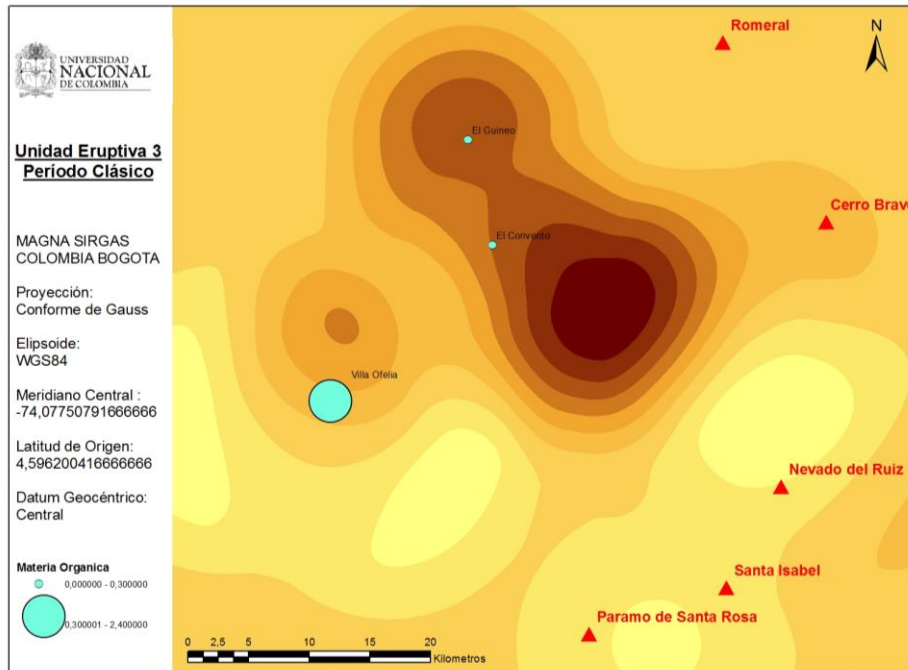 UNIVERSIDAD
NACIONAL
DE COLOMBIA
Unidad Eruptiva 3
Período Clásico
MAGNA SIRGAS
COLOMBIA BOGOTA
Proyección:
Conforme de Gauss
Elipsoide:
WGS84
Meridiano Central :
-74,07750791666666
Latitud de Origen:
4,596200416666666
Datum Geocéntrico:
Central
Materia Organica
0,000000 - 0,300000
0,300001 - 2,400000
Romeral
N
El Guineo
Cerro Bravo
El Convento
Villa Ofelia
Nevado del Ruiz
Santa Isabel
Paramo de Santa Rosa
0 2,5 5 10 15 20
Kilometros